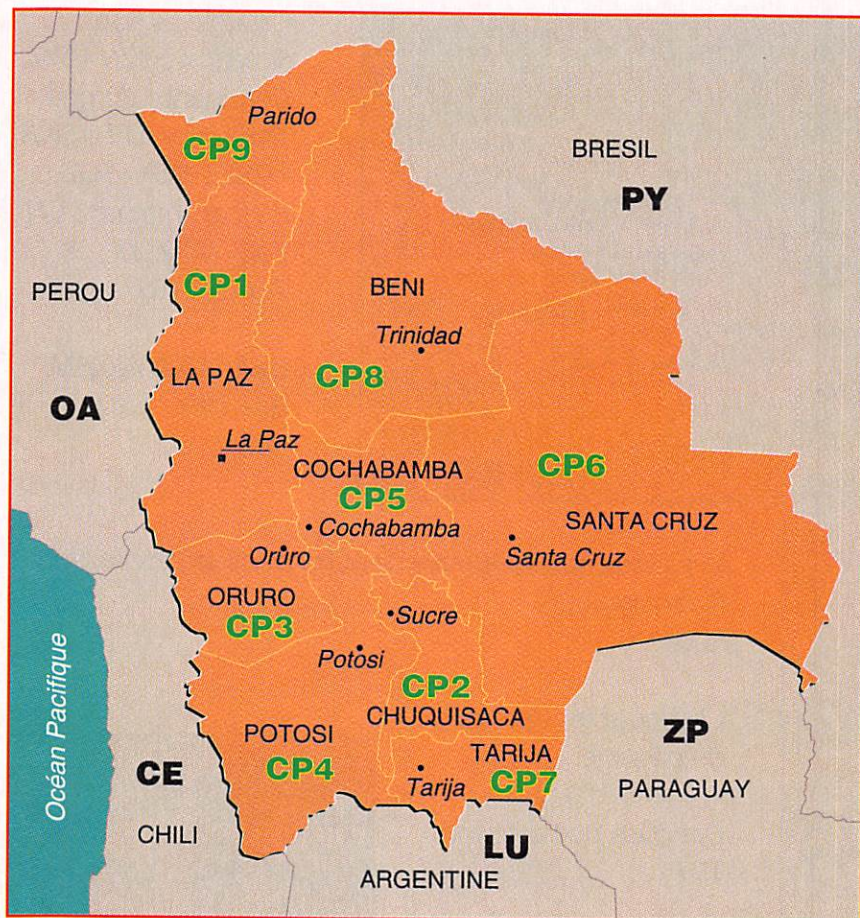 Parido
CP9
BRESIL
PY
CP1
PEROU
BENI
Trinidad
LA PAZ
CP8
OA
La Paz
COCHABAMBA
CP6
CP5
SANTA CRUZ
Cochabamba
Oruro
Santa Cruz
ORURO
CP3
Sucre
Potosi
Océan Pacifique
CP2
CHUQUISACA
POTOSI
ZP
TARIJA
CE
CP4
Tarija
CP7
PARAGUAY
CHILI
LU
ARGENTINE